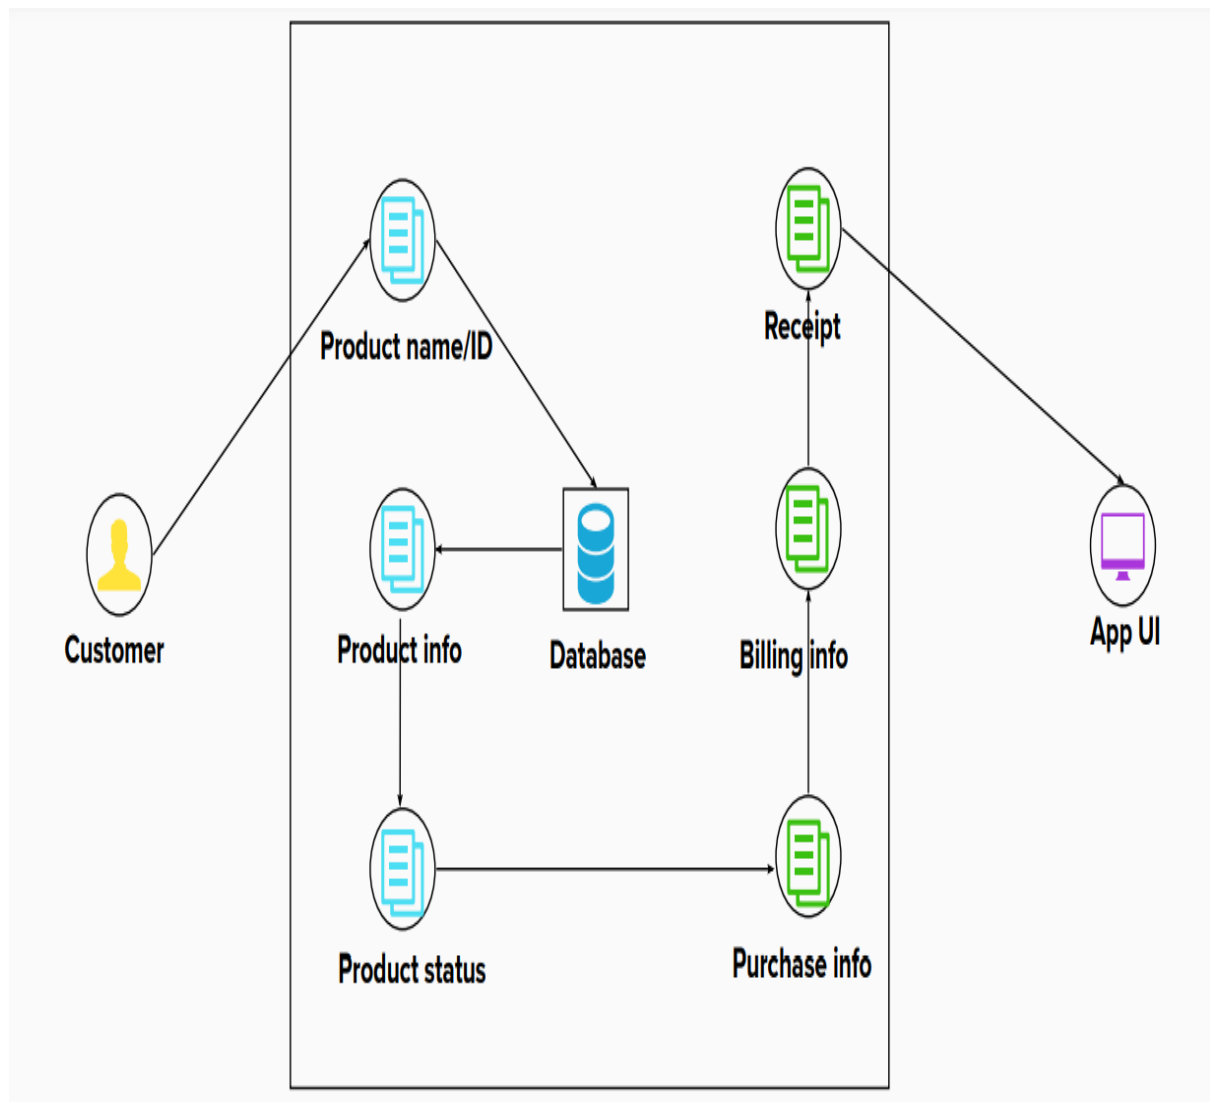 Product name/ID
Receipt
Customer
Product info
Database
Billing info
App UI
Product status
Purchase info